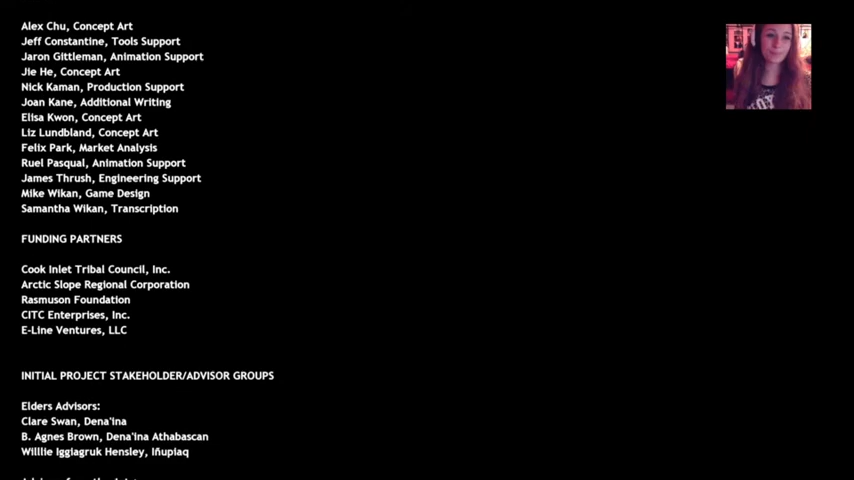 Alex Chu, Concept Art
Jeff Constantine, Tools Support
Jaron Gittleman, Animation Support
Jie He, Concept Art
Nick Kaman, Production Support
Joan Kane, Additional Writing
Elisa Kwon, Concept Art
Liz Lundbland, Concept Art
Felix Park, Market Analysis
Ruel Pasqual, Animation Support
James Thrush, Engineering Support
Mike Wikan, Game Design
Samantha Wikan, Transcription
FUNDING PARTNERS
Cook Inlet Tribal Council, Inc.
Arctic Slope Regional Corporation
Rasmuson Foundation
CITC Enterprises, Inc.
E-Line Ventures, LLC
INITIAL PROJECT STAKEHOLDER/ADVISOR GROUPS
Elders Advisors:
Clare Swan, Dena'ina
B. Agnes Brown, Dena'ina Athabascan
Willlie Iggiagruk Hensley, Iñupiaq